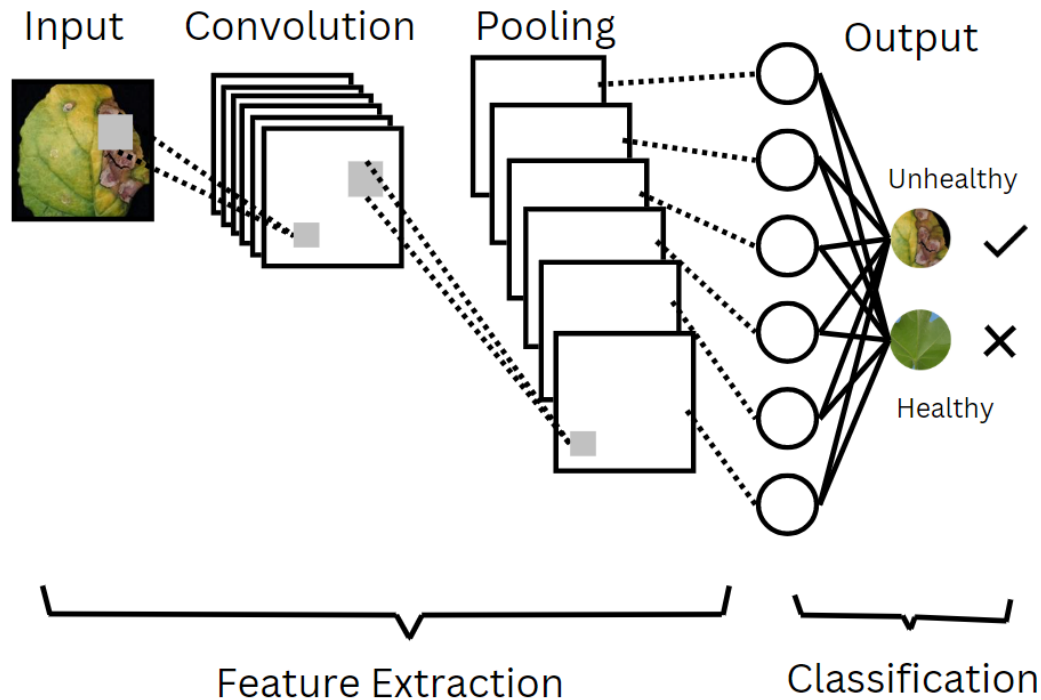 Input
Convolution
Pooling
Output
Unhealthy
Healthy
Feature Extraction
Classification